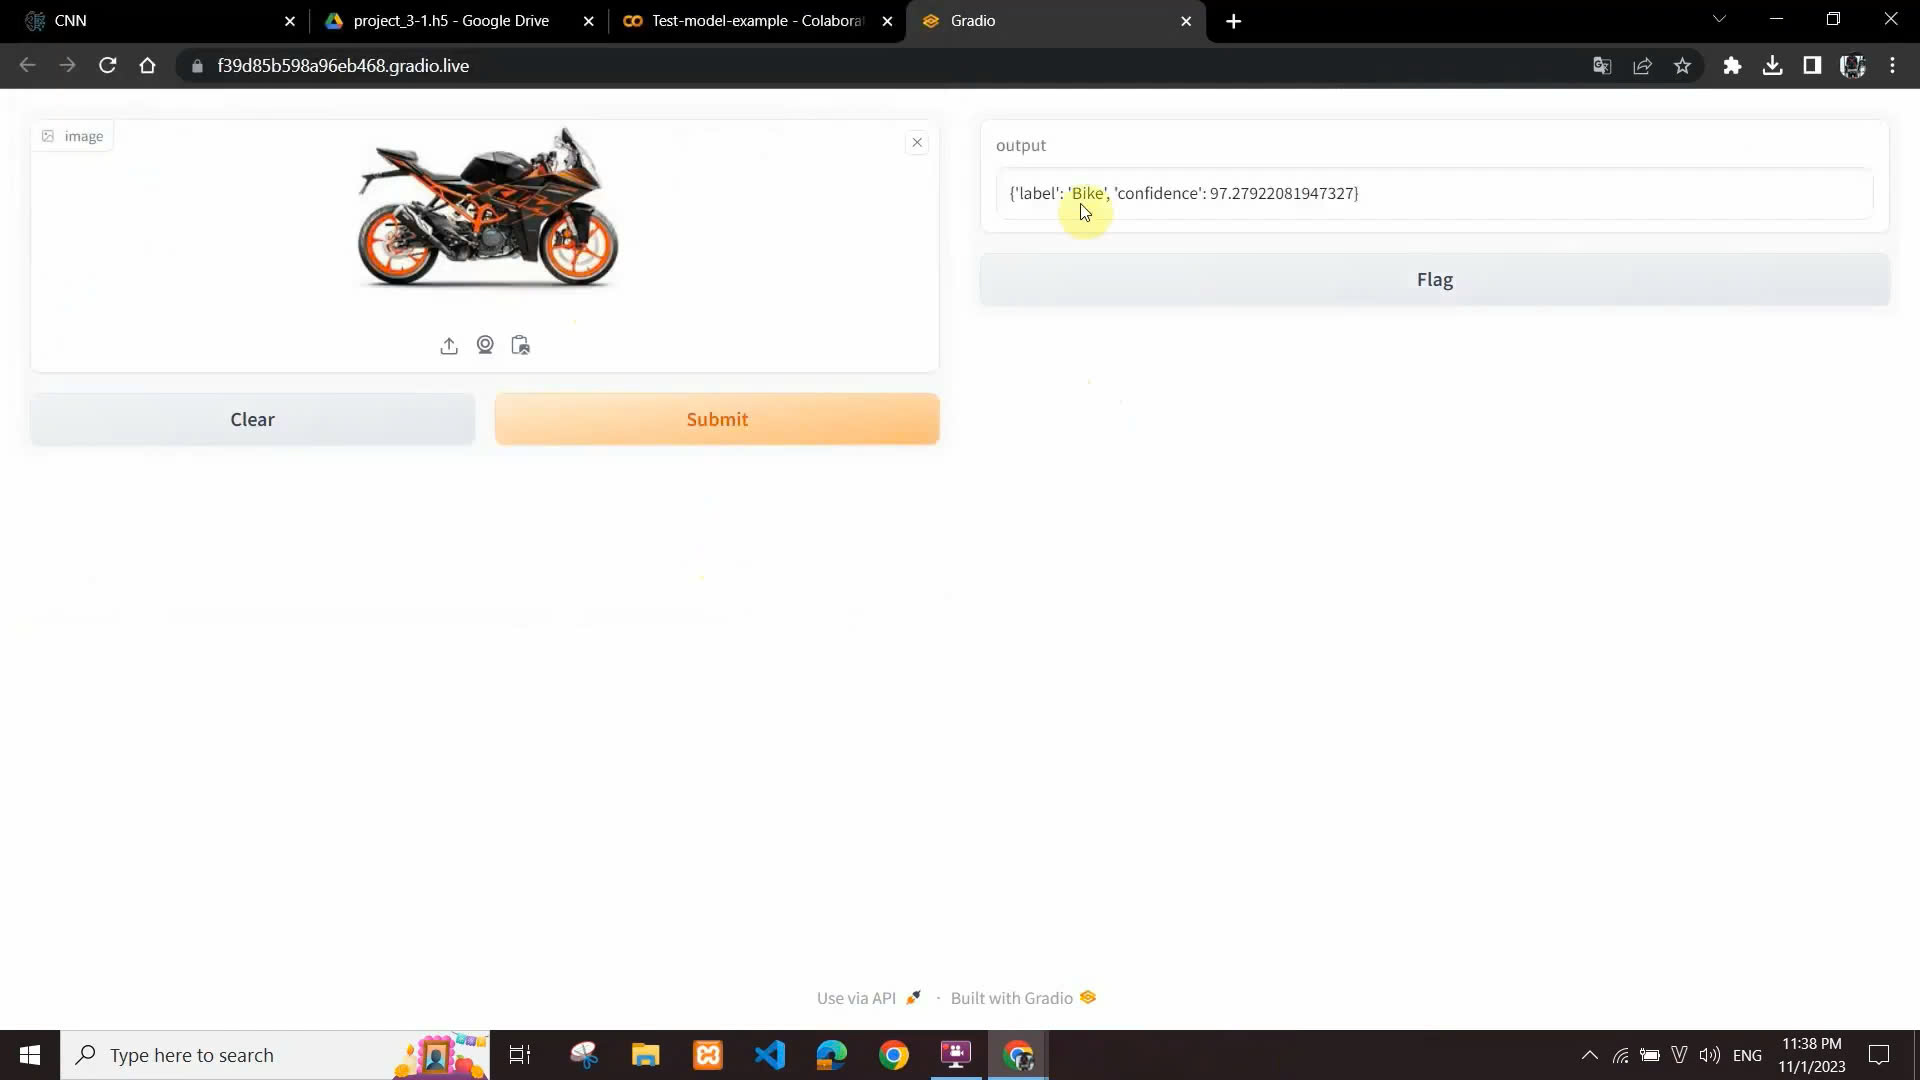 CNN
project_3-1.h5 - Google Drive
Test-model-example - Colabora
Gradio
f39d85b598a96eb468.gradio.live
image
output
{'label': 'Bike', 'confidence': 97.27922081947327}
Flag
Clear
Submit
Use via API · Built with Gradio
Type here to search
ENG
11:38 PM
11/1/2023